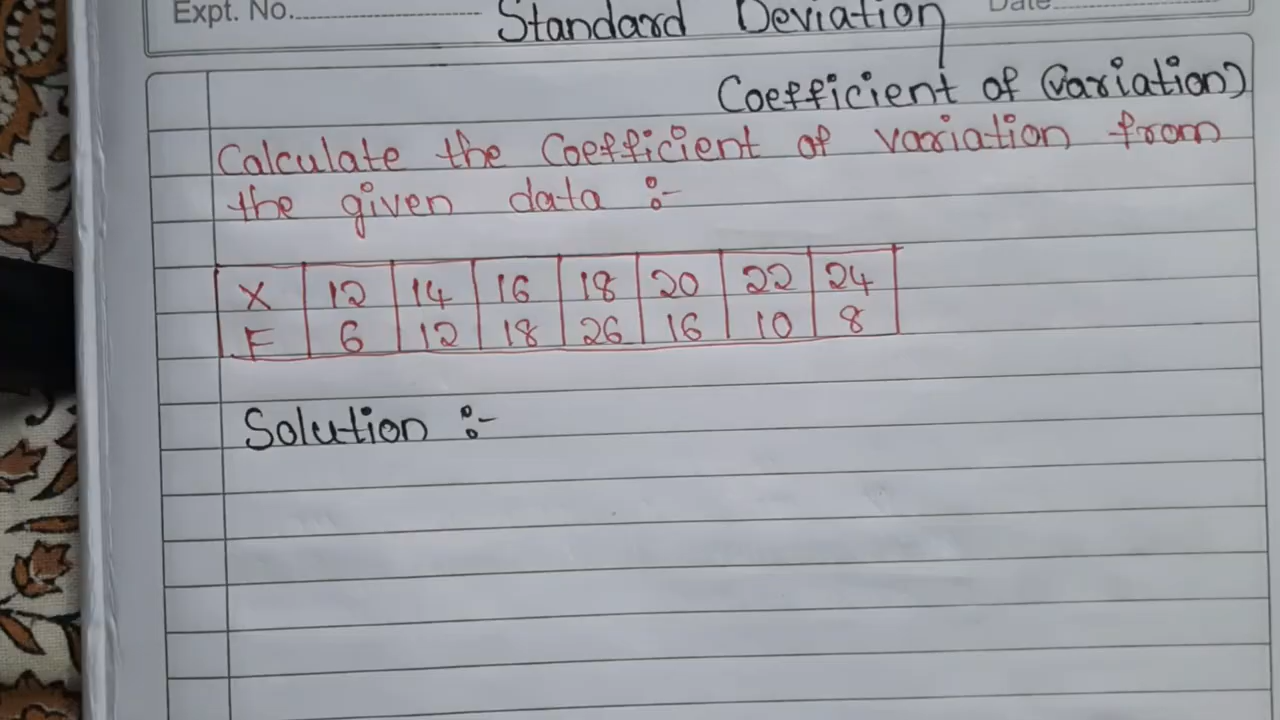 Expt. No.
Date
Standard Deviation
Coefficient of (variation)
Calculate the Coefficient of variation from
the given data :-
X 12 14 16 18 20 22 24
F 6 12 18 26 16 10 8
Solution :-